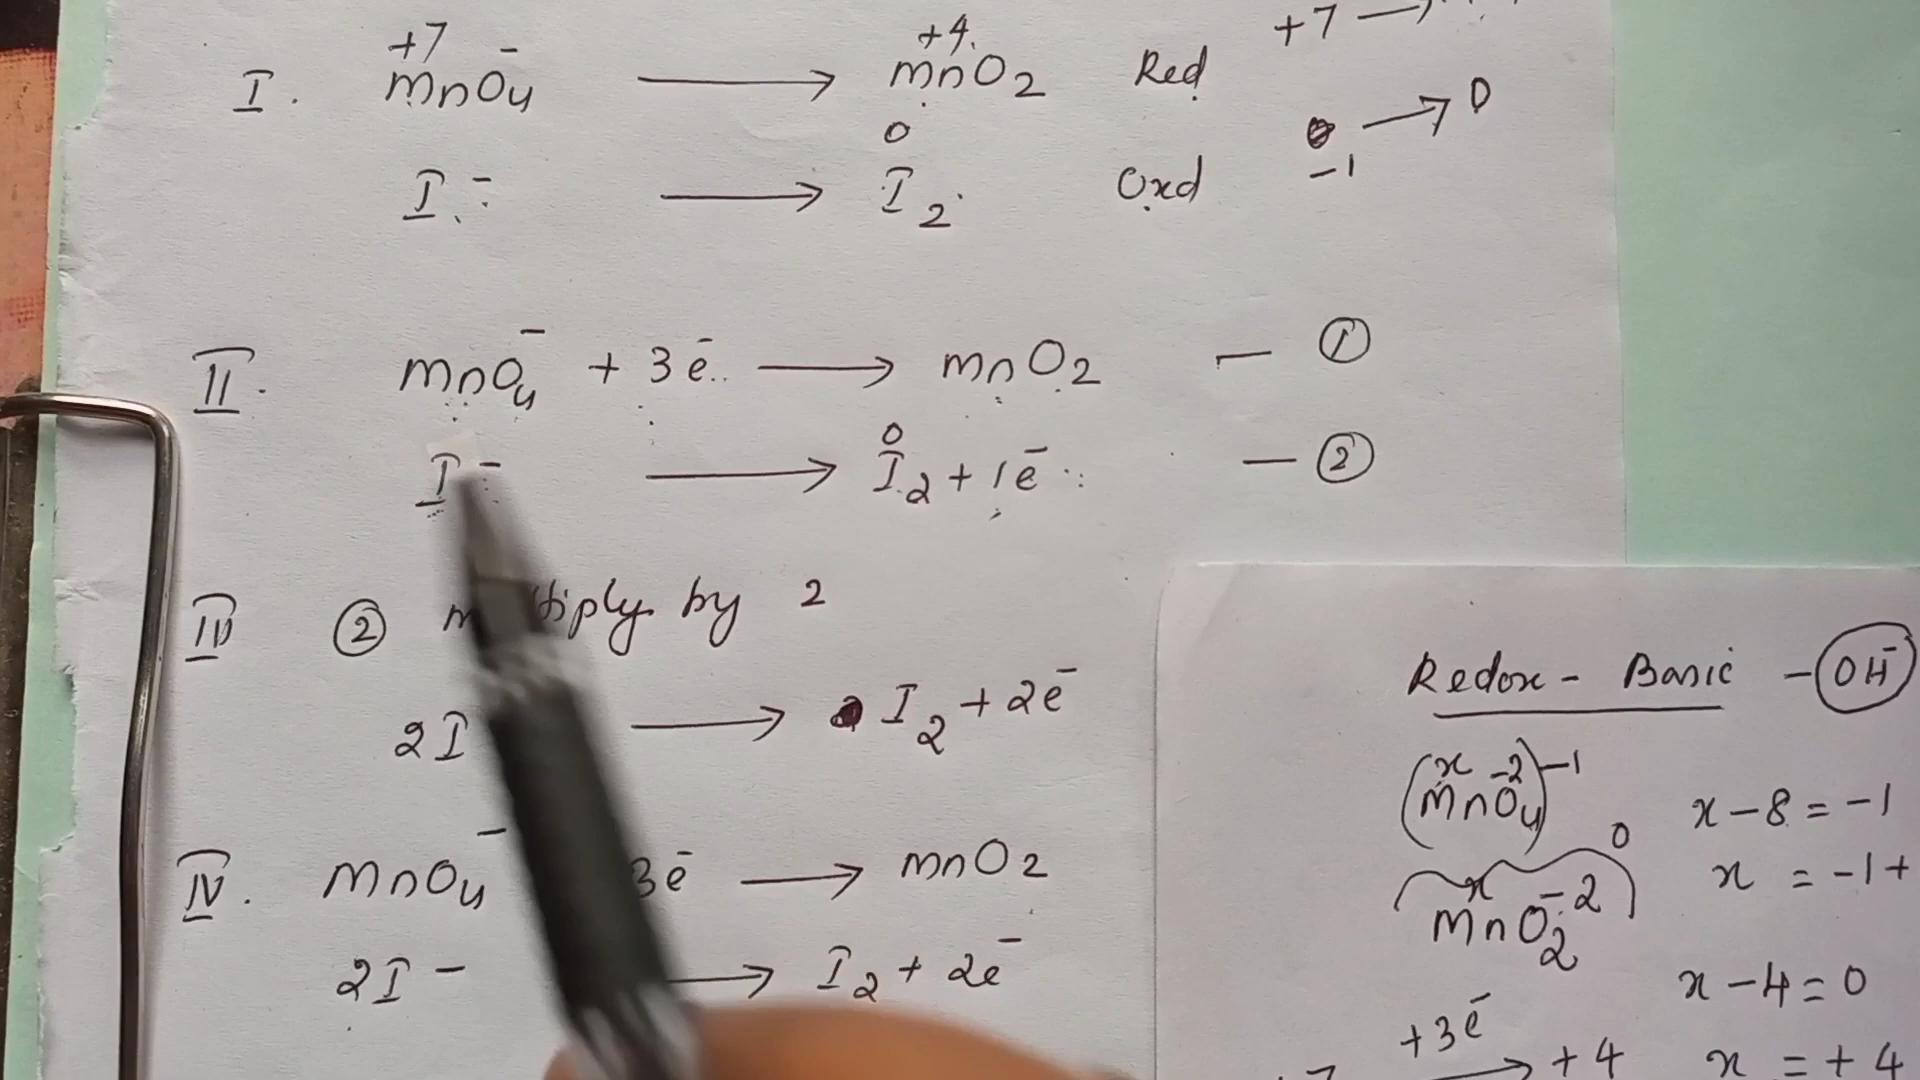 +7 +4 +7 →
I. MnO4⁻ → MnO2 Red
0 → 0
I⁻ → I2 Oxd -1
II. MnO4⁻ + 3e⁻ → MnO2 — ①
0
I⁻ → I2 + 1e⁻ — ②
III ② by 2
2I → I2 + 2e⁻
IV. MnO4⁻ 3e⁻ → MnO2
2I⁻ → I2 + 2e⁻
Redox - Basic - OH⁻
x -2
(MnO4)-1 x - 8 = -1
0
x -2 x = -1 +
MnO2
x - 4 = 0
+3e⁻
→ +4 x = +4